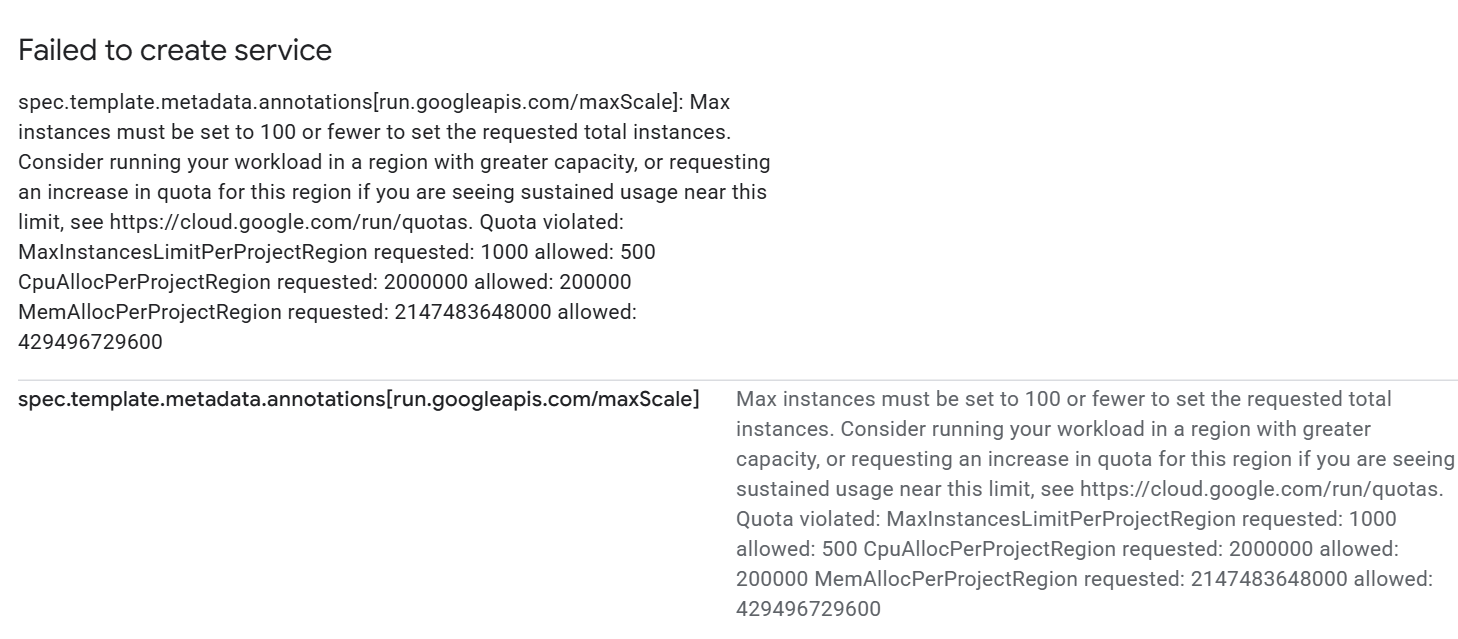 Failed to create service
spec.template.metadata.annotations[run.googleapis.com/maxScale]: Max
instances must be set to 100 or fewer to set the requested total instances.
Consider running your workload in a region with greater capacity, or requesting
an increase in quota for this region if you are seeing sustained usage near this
limit, see https://cloud.google.com/run/quotas. Quota violated:
MaxInstancesLimitPerProjectRegion requested: 1000 allowed: 500
CpuAllocPerProjectRegion requested: 2000000 allowed: 200000
MemAllocPerProjectRegion requested: 2147483648000 allowed:
429496729600
spec.template.metadata.annotations[run.googleapis.com/maxScale]
Max instances must be set to 100 or fewer to set the requested total
instances. Consider running your workload in a region with greater
capacity, or requesting an increase in quota for this region if you are seeing
sustained usage near this limit, see https://cloud.google.com/run/quotas.
Quota violated: MaxInstancesLimitPerProjectRegion requested: 1000
allowed: 500 CpuAllocPerProjectRegion requested: 2000000 allowed:
200000 MemAllocPerProjectRegion requested: 2147483648000 allowed:
429496729600